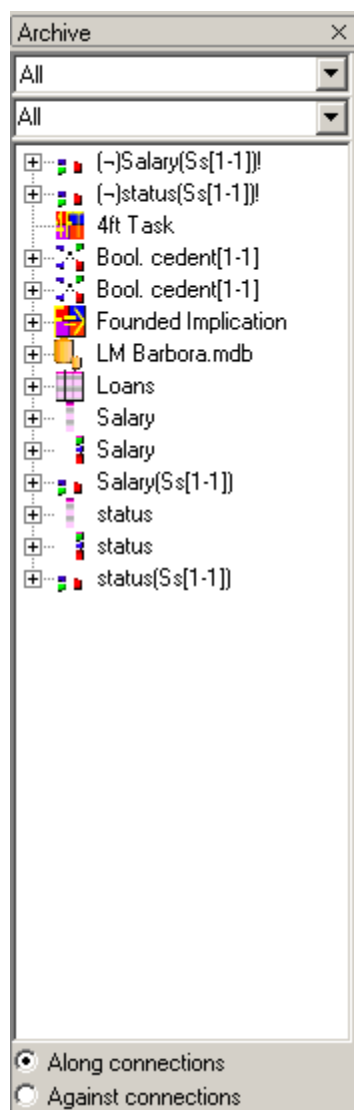 Archive
All
All
(¬)Salary(Ss[1-1])!
(¬)status(Ss[1-1])!
4ft Task
Bool. cedent[1-1]
Bool. cedent[1-1]
Founded Implication
LM Barbora.mdb
Loans
Salary
Salary
Salary(Ss[1-1])
status
status
status(Ss[1-1])
Along connections
Against connections